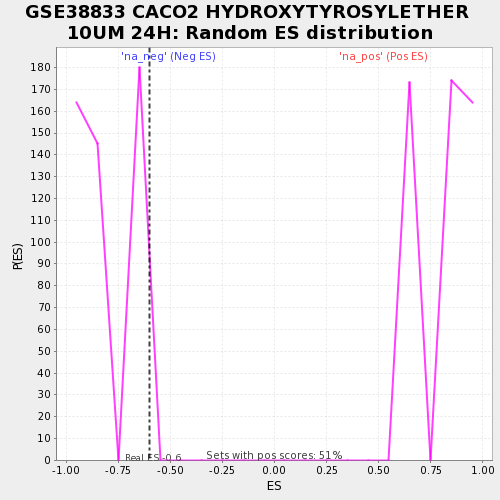 GSE38833 CACO2 HYDROXYTYROSYLETHER
10UM 24H: Random ES distribution
'na_neg' (Neg ES)
'na_pos' (Pos ES)
180
170
160
150
140
130
120
110
100
90
80
70
60
50
40
30
20
10
0
P(ES)
Real ES -0.6
Sets with pos scores: 51%
-1.00 -0.75 -0.50 -0.25 0.00 0.25 0.50 0.75 1.00
ES